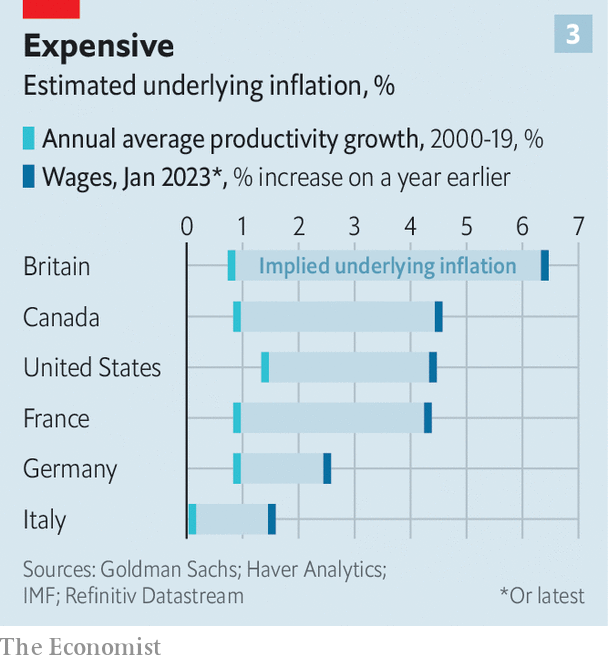 Expensive
3
Estimated underlying inflation, %
Annual average productivity growth, 2000-19, %
Wages, Jan 2023*, % increase on a year earlier
0 1 2 3 4 5 6 7
Britain
Implied underlying inflation
Canada
United States
France
Germany
Italy
Sources: Goldman Sachs; Haver Analytics;
IMF; Refinitiv Datastream
*Or latest
The Economist